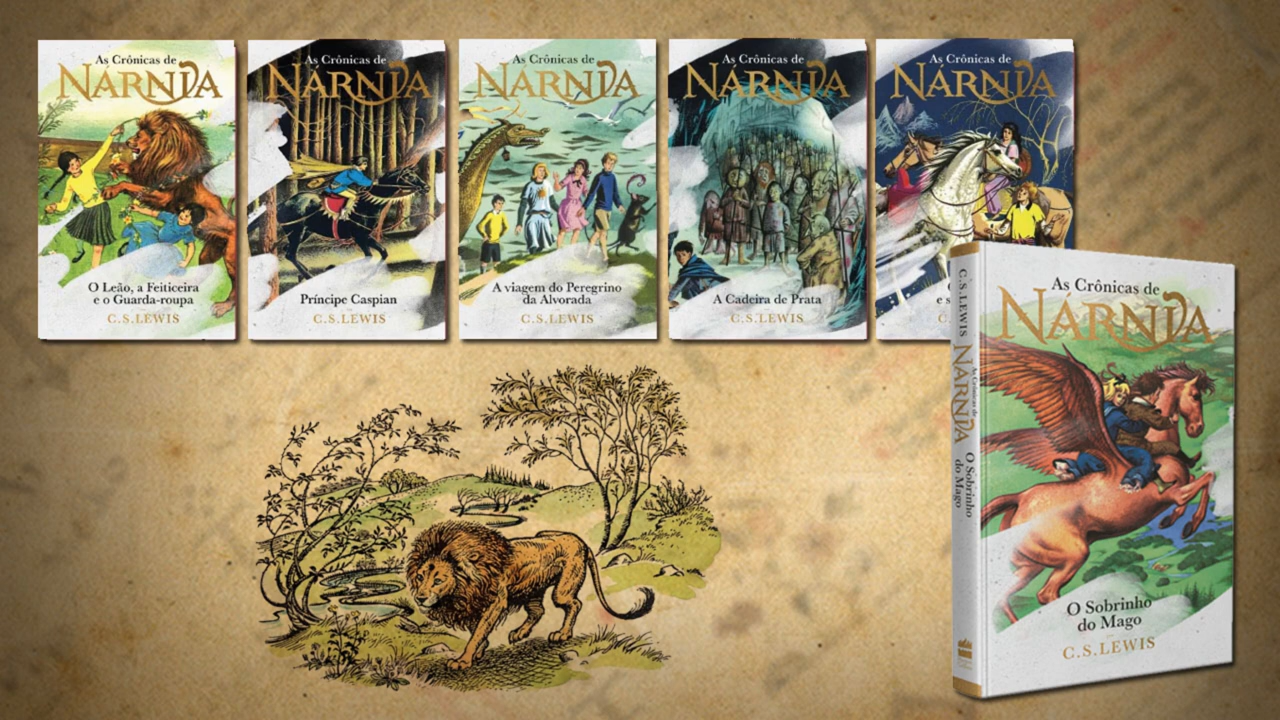 As Crônicas de
NÁRNIA
O Leão, a Feiticeira
e o Guarda-roupa
As Crônicas de
NÁRNIA
Príncipe Caspian
C.S.LEWIS
As Crônicas de
NÁRNIA
A viagem do Peregrino
da Alvorada
C.S.LEWIS
As Crônicas de
NÁRNIA
A Cadeira de Prata
C.S.LEWIS
As Crônicas de
NÁRNIA
C.S.LEWIS
C.S.LEWIS
As Crônicas de
NÁRNIA
O Sobrinho
do Mago
As Crônicas de
NÁRNIA
O Sobrinho
do Mago
C.S.LEWIS